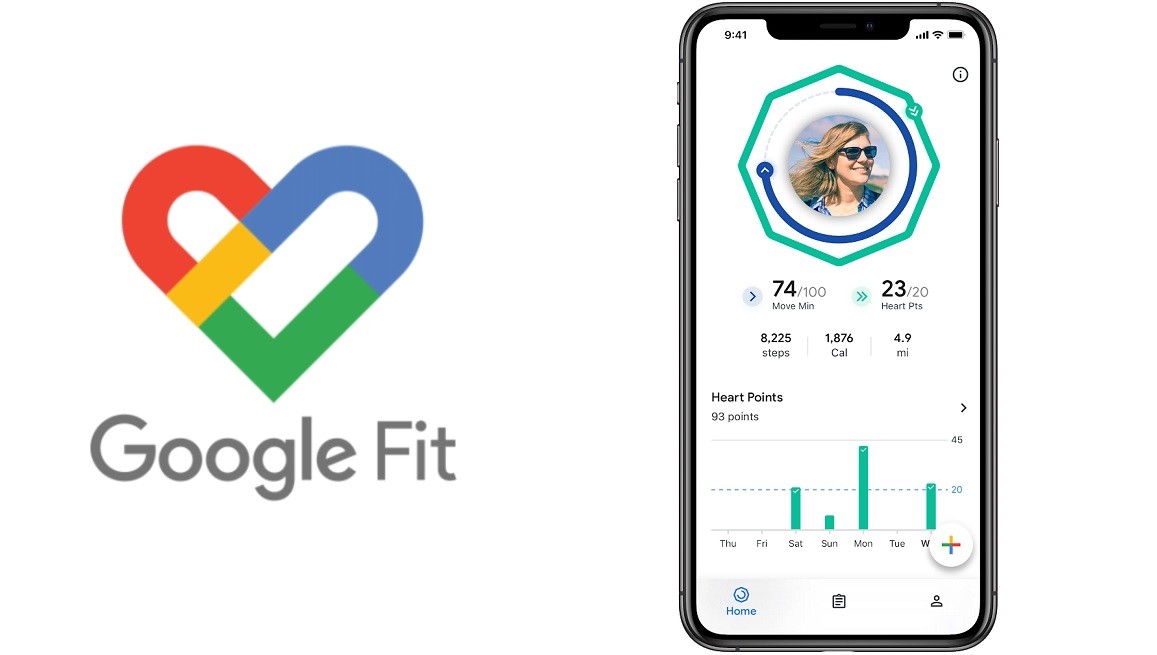 Google Fit
9:41
74/100
Move Min
23/20
Heart Pts
8,225
steps
1,876
Cal
4.9
mi
Heart Points
93 points
45
20
Thu Fri Sat Sun Mon Tue W
Home